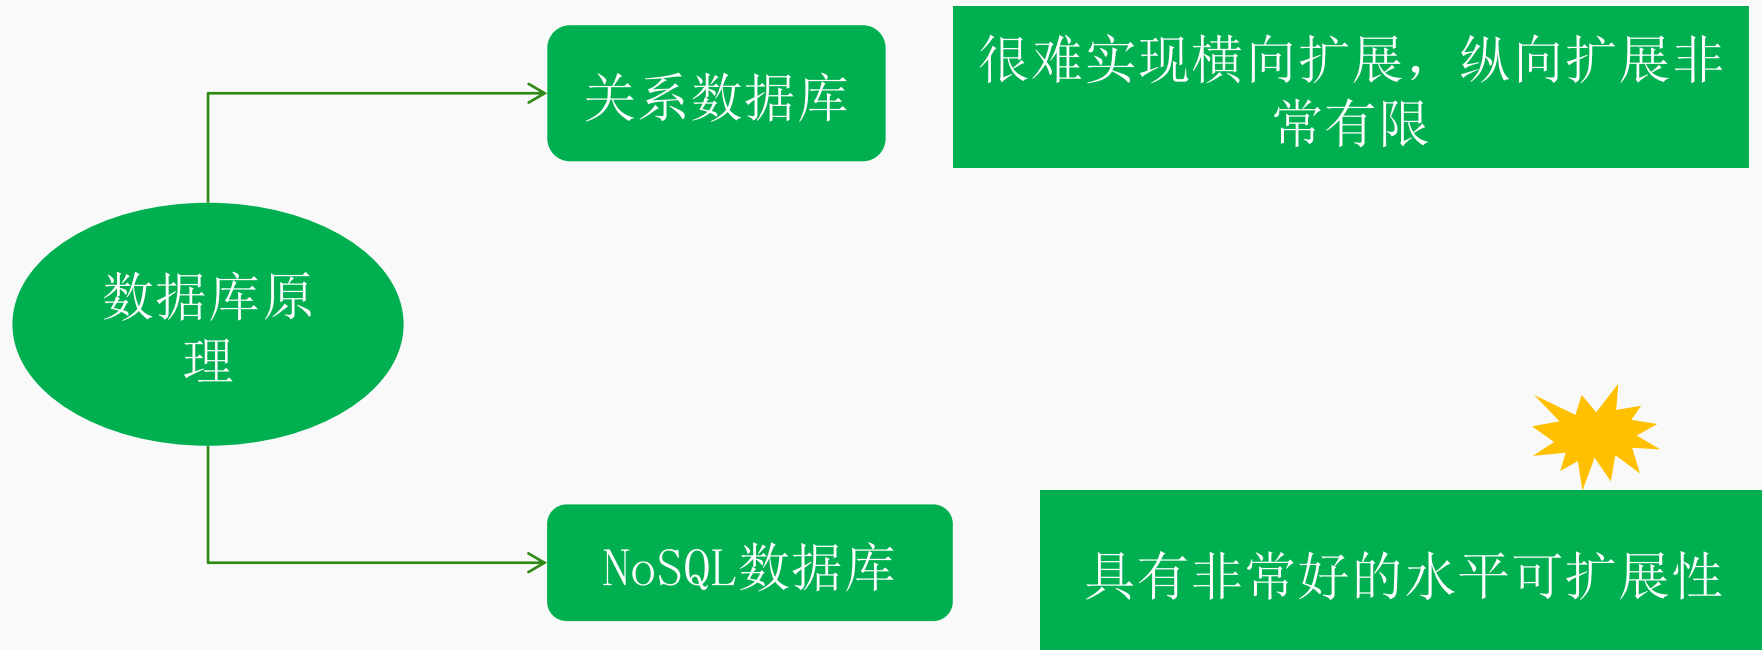 关系数据库
很难实现横向扩展，纵向扩展非
常有限
数据库原
理
NoSQL数据库
具有非常好的水平可扩展性